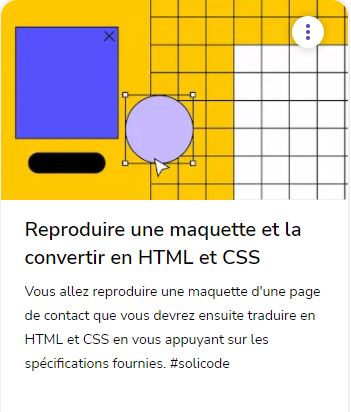 Reproduire une maquette et la
convertir en HTML et CSS
Vous allez reproduire une maquette d'une page
de contact que vous devrez ensuite traduire en
HTML et CSS en vous appuyant sur les
spécifications fournies. #solicode